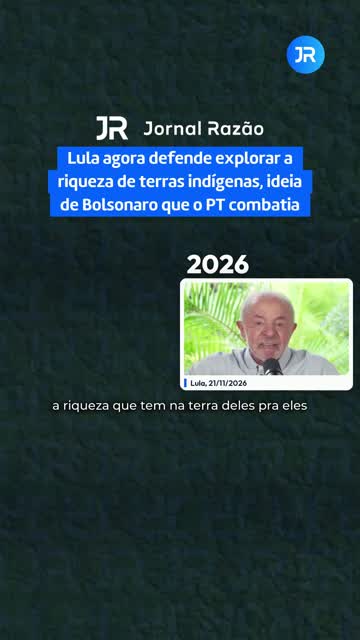 JR
JR Jornal Razão
Lula agora defende explorar a
riqueza de terras indígenas, ideia
de Bolsonaro que o PT combatia
2026
Lula, 21/11/2026
a riqueza que tem na terra deles pra eles